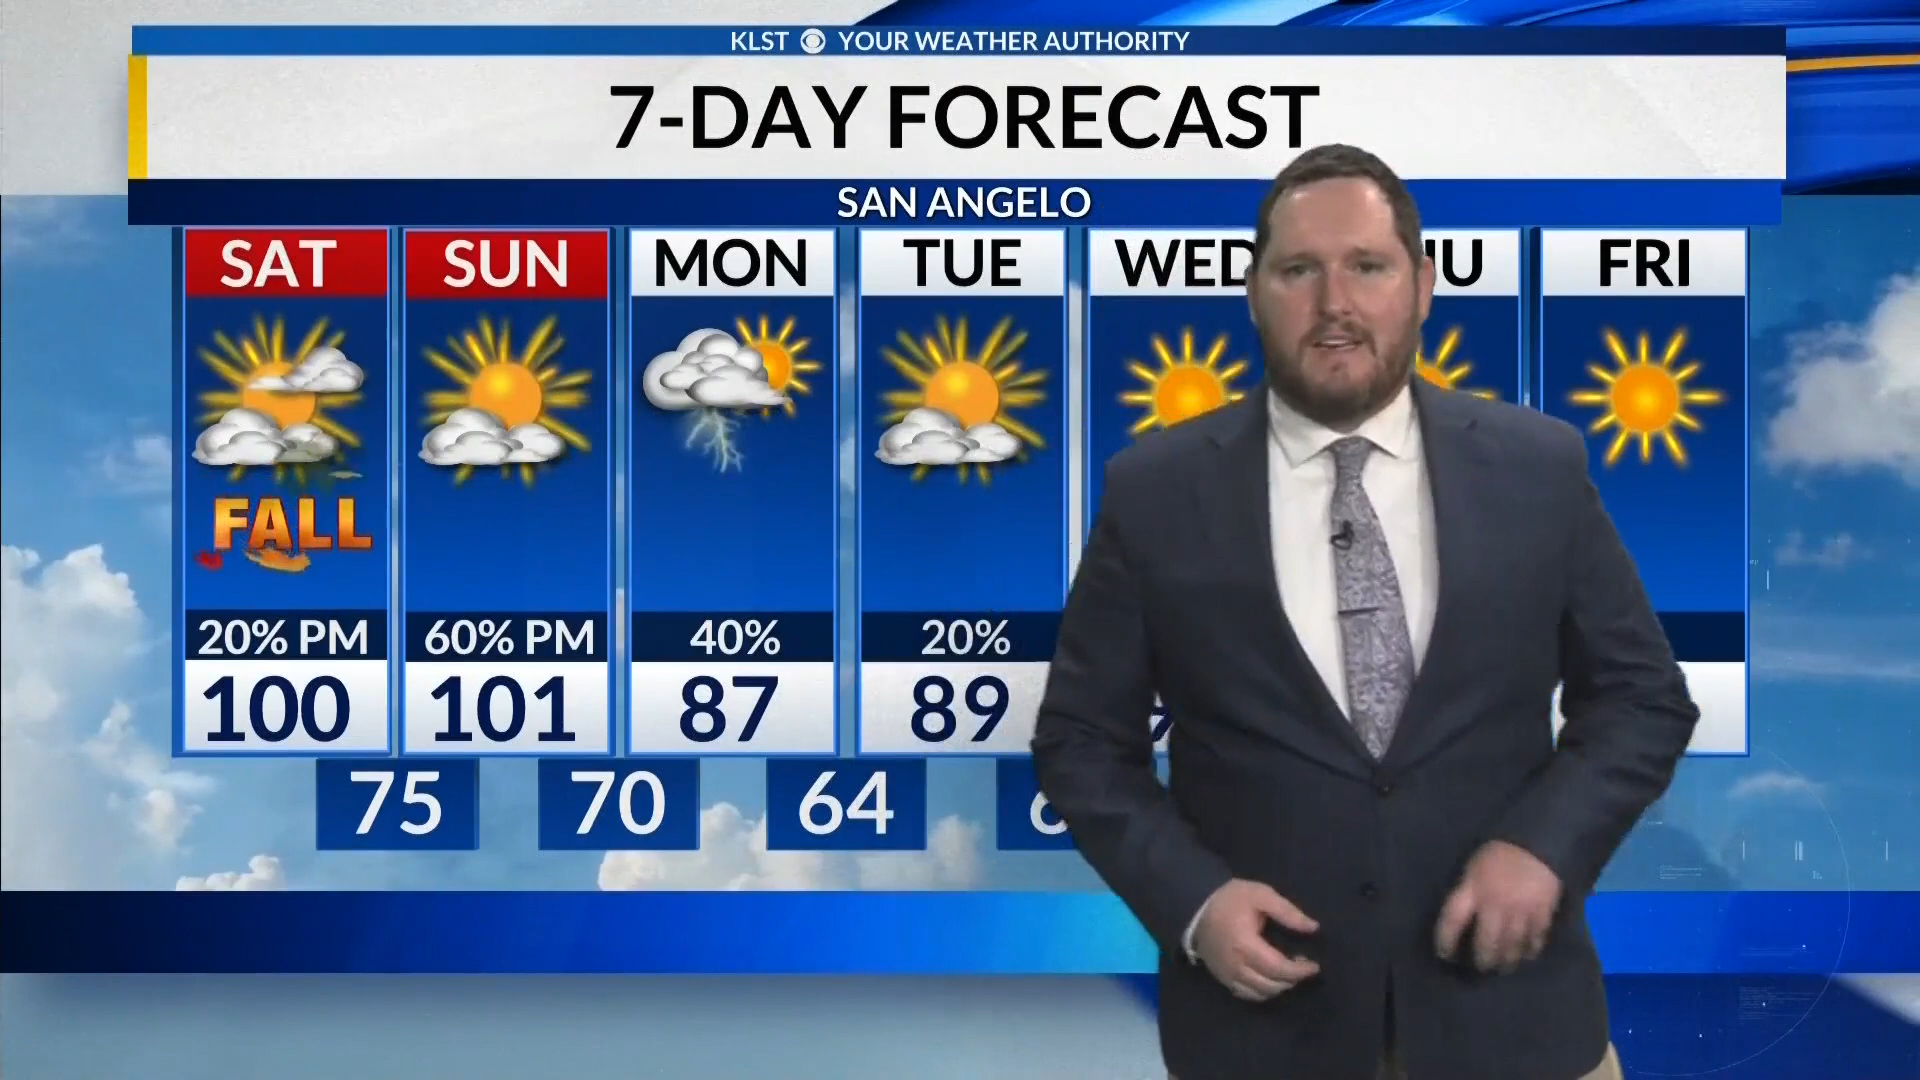 KLST YOUR WEATHER AUTHORITY
7-DAY FORECAST
SAN ANGELO
SAT SUN MON TUE WED FRI
FALL
20% PM 60% PM 40% 20%
100 101 87 89
75 70 64